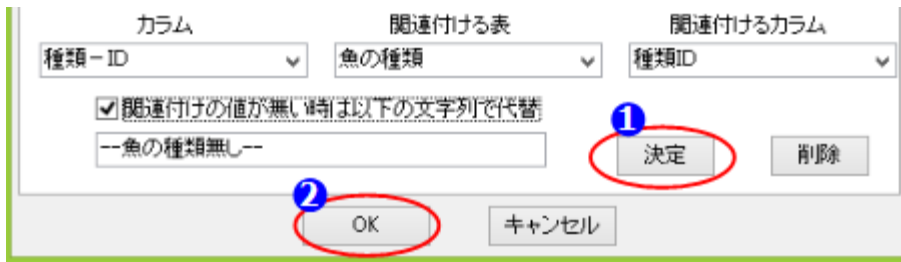 カラム 関連付ける表 関連付けるカラム
種類-ID 魚の種類 種類ID
関連付けの値が無い時は以下の文字列で代替
1
--魚の種類無し-- 決定 削除
2
OK キャンセル